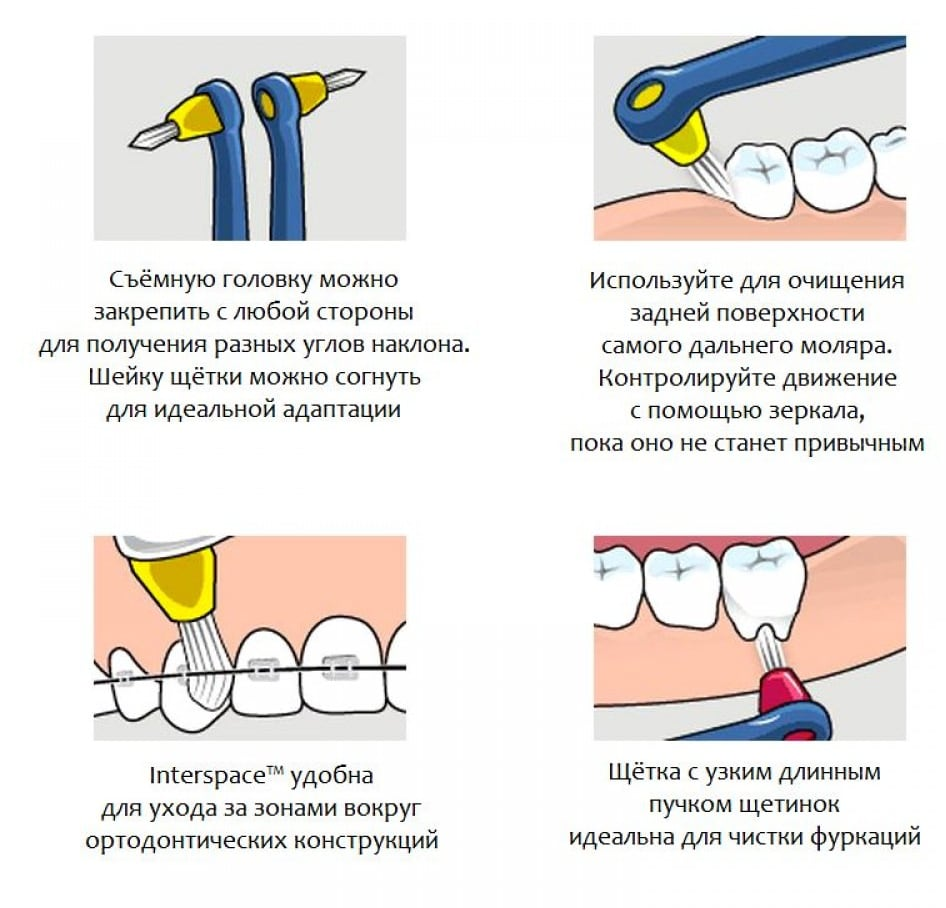 Съёмную головку можно
закрепить с любой стороны
для получения разных углов наклона.
Шейку щётки можно согнуть
для идеальной адаптации
Используйте для очищения
задней поверхности
самого дальнего моляра.
Контролируйте движение
с помощью зеркала,
пока оно не станет привычным
Interspace™ удобна
для ухода за зонами вокруг
ортодонтических конструкций
Щётка с узким длинным
пучком щетинок
идеальна для чистки фуркаций